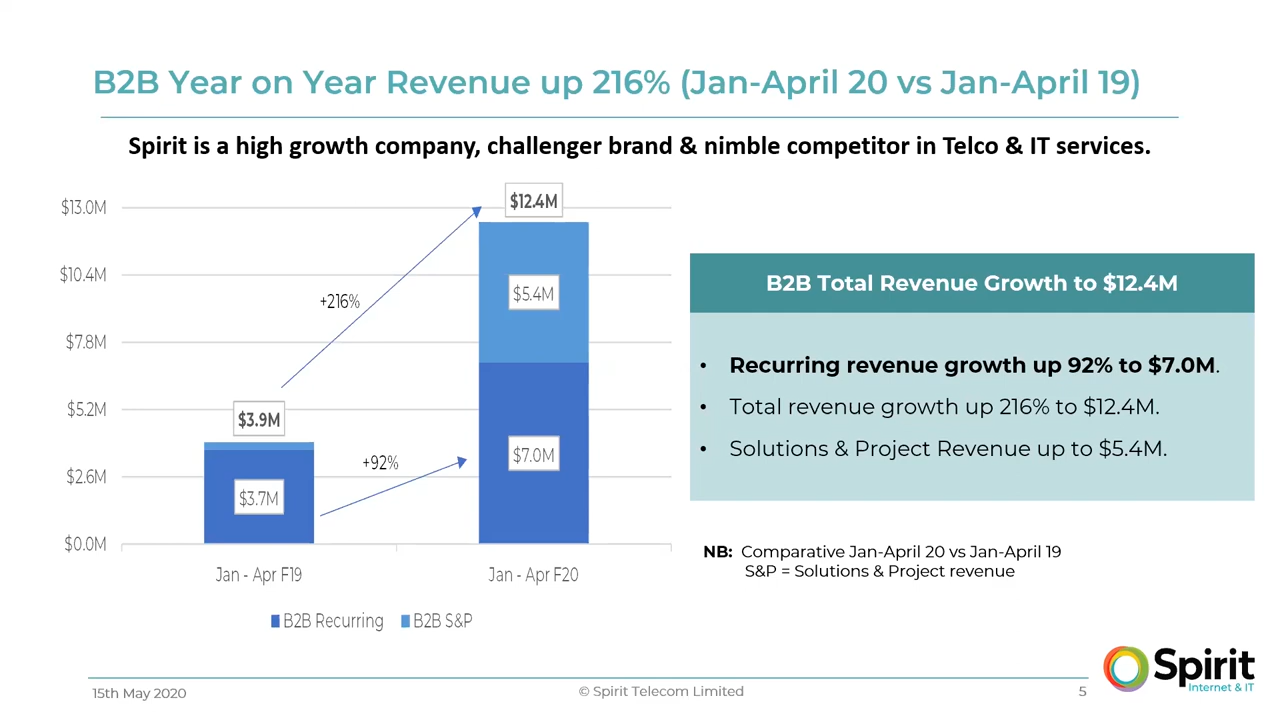 B2B Year on Year Revenue up 216% (Jan-April 20 vs Jan-April 19)
Spirit is a high growth company, challenger brand & nimble competitor in Telco & IT services.
$13.0M
$10.4M
$7.8M
$5.2M
$2.6M
$0.0M
$12.4M
$5.4M
+216%
$3.9M
+92%
$7.0M
$3.7M
Jan - Apr F19
Jan - Apr F20
B2B Recurring
B2B S&P
B2B Total Revenue Growth to $12.4M
• Recurring revenue growth up 92% to $7.0M.
• Total revenue growth up 216% to $12.4M.
• Solutions & Project Revenue up to $5.4M.
NB: Comparative Jan-April 20 vs Jan-April 19
S&P = Solutions & Project revenue
15th May 2020
© Spirit Telecom Limited
5
Spirit
Internet & IT